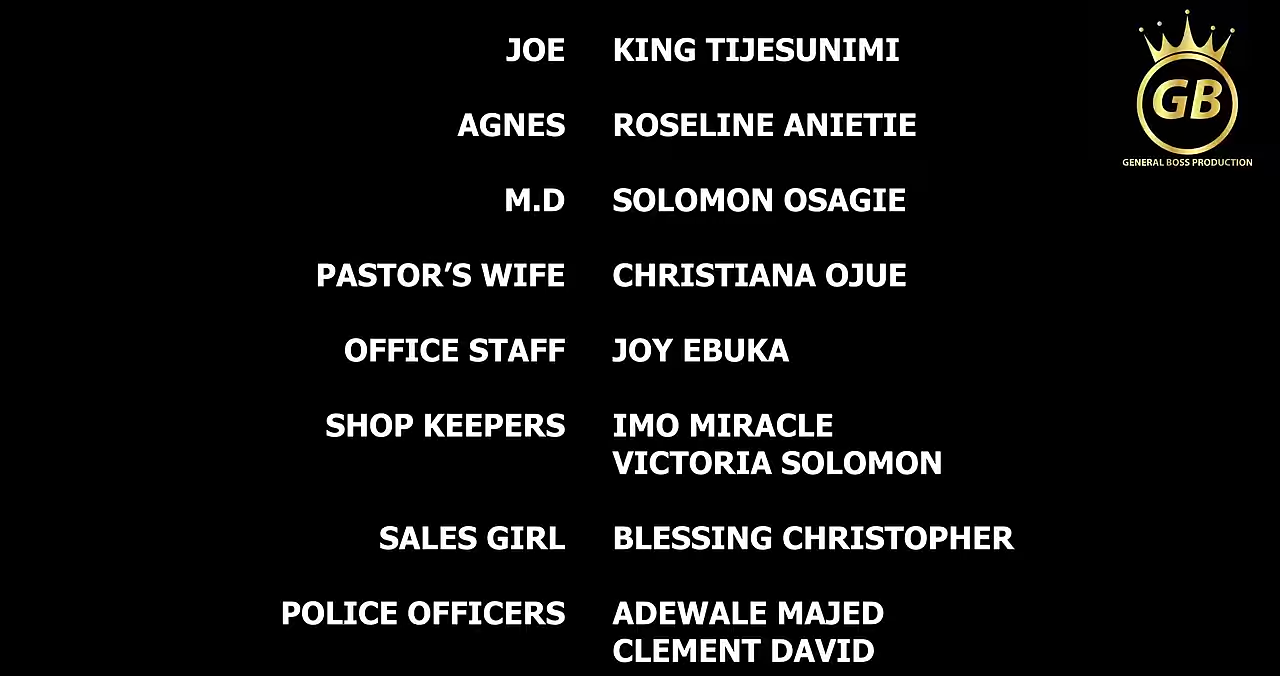 JOE KING TIJESUNIMI
AGNES ROSELINE ANIETIE
M.D SOLOMON OSAGIE
PASTOR’S WIFE CHRISTIANA OJUE
OFFICE STAFF JOY EBUKA
SHOP KEEPERS IMO MIRACLE
VICTORIA SOLOMON
SALES GIRL BLESSING CHRISTOPHER
POLICE OFFICERS ADEWALE MAJED
CLEMENT DAVID
GB
GENERAL BOSS PRODUCTION